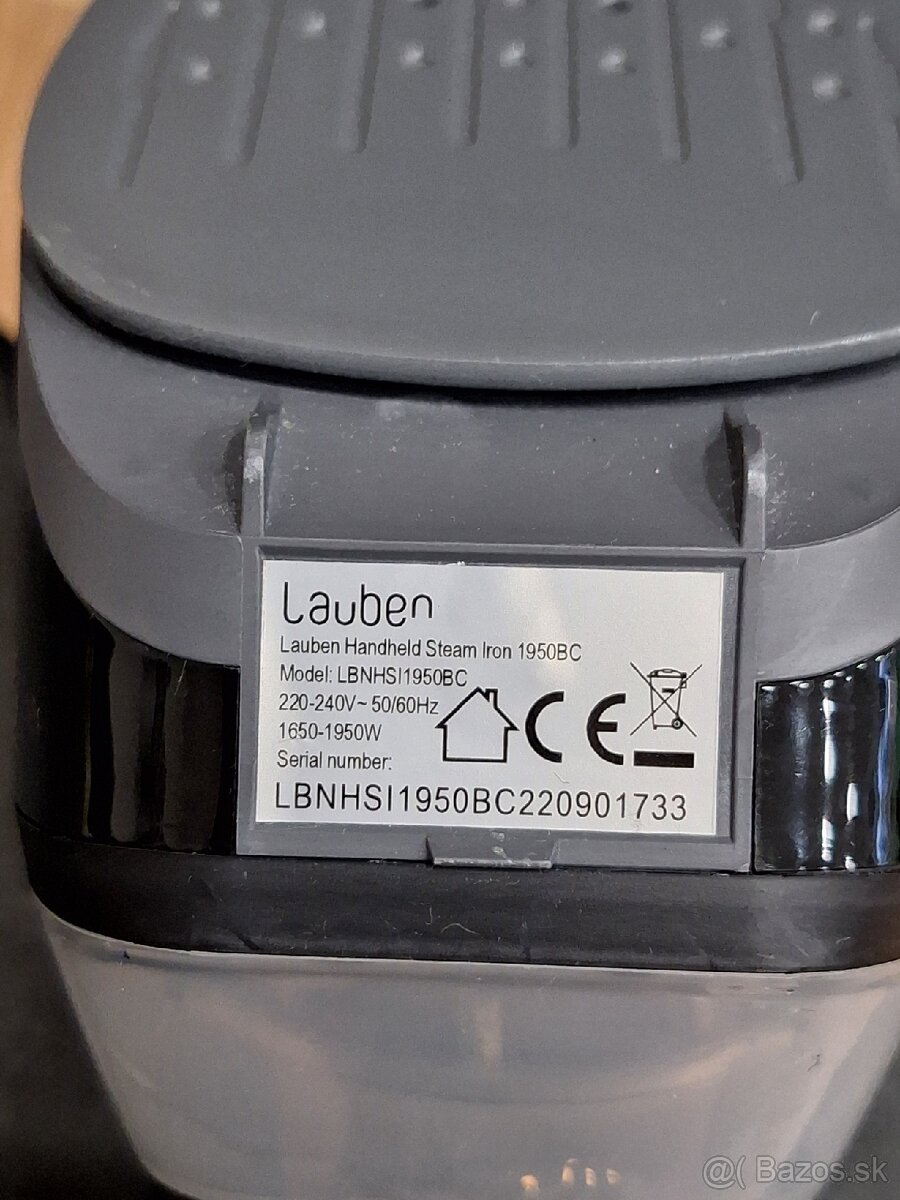 Lauben
Lauben Handheld Steam Iron 1950BC
Model: LBNHSI1950BC
220-240V~ 50/60Hz
1650-1950W
Serial number:
LBNHSI1950BC220901733
CE
@( Bazos.sk